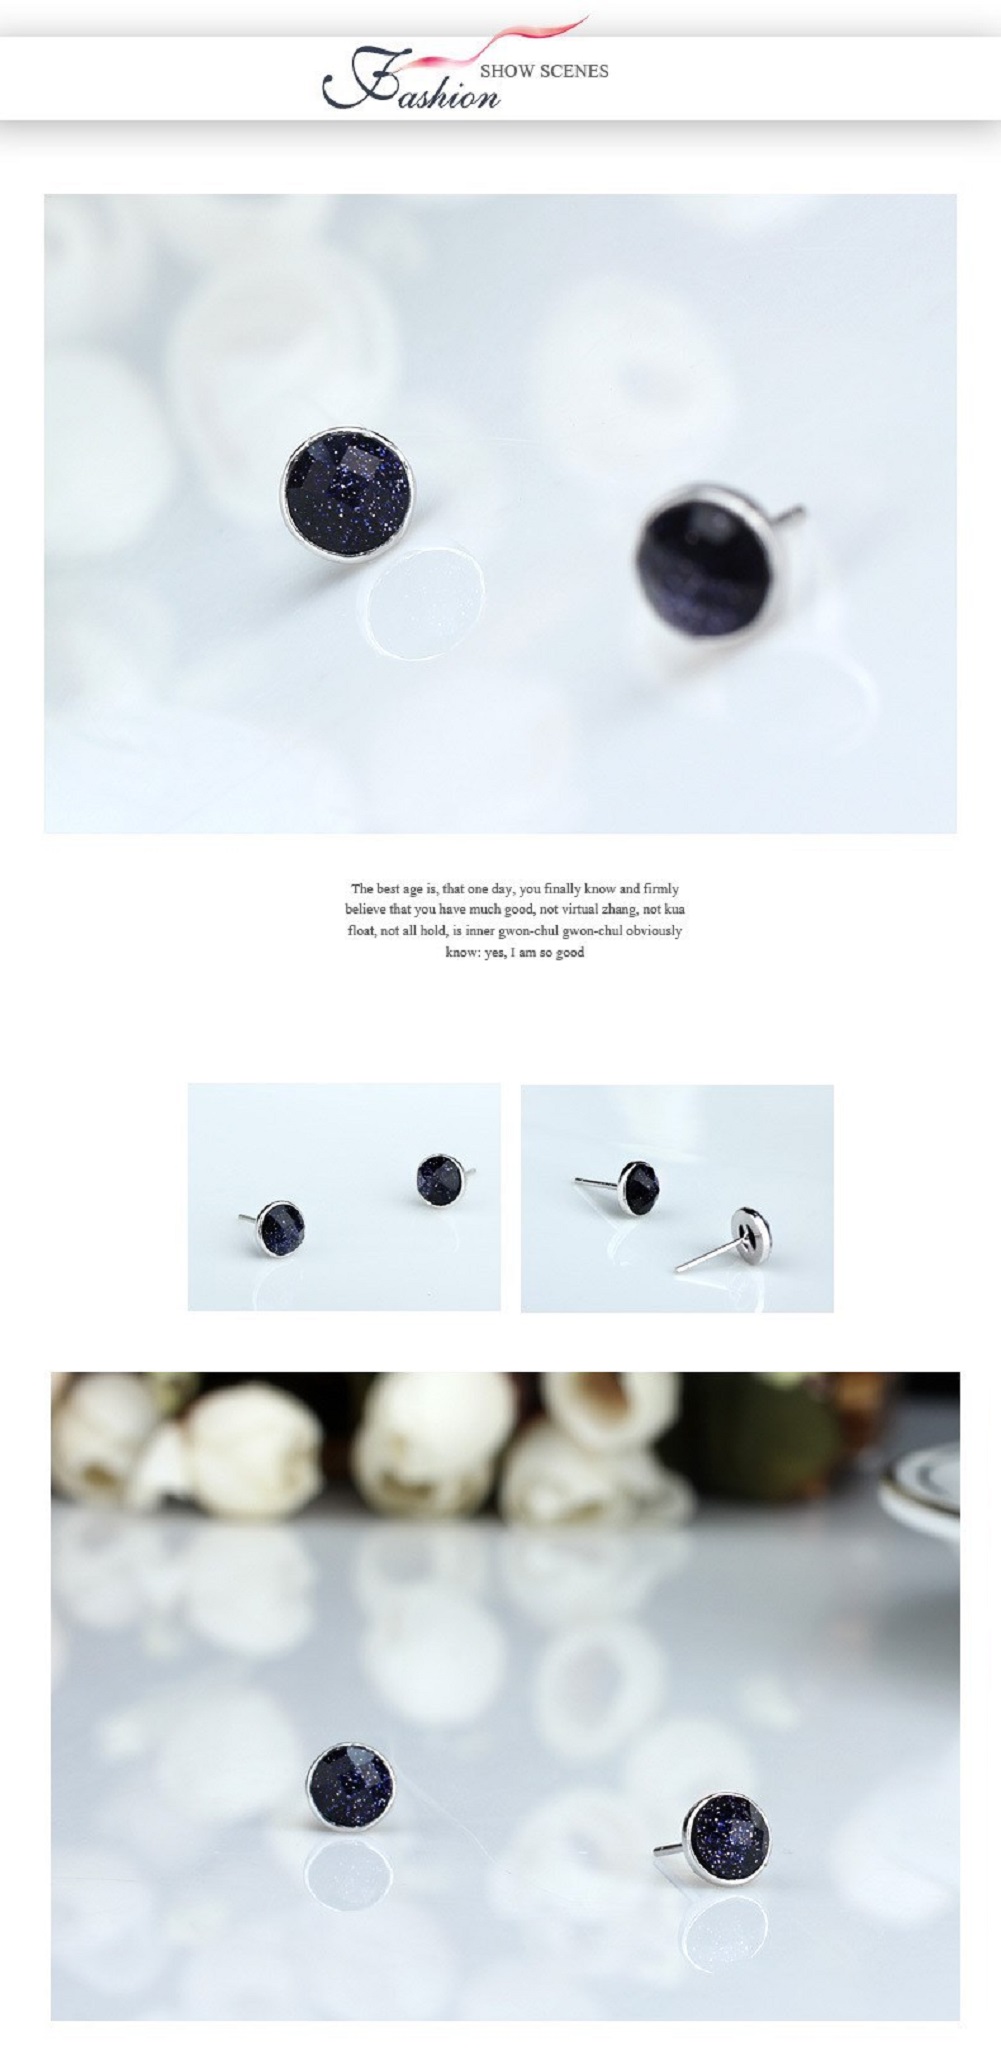 SHOW SCENES
Fashion
The best age is, that one day, you finally know and firmly
believe that you have much good, not virtual zhang, not kua
float, not all hold, is inner gwon-chul gwon-chul obviously
know: yes, I am so good